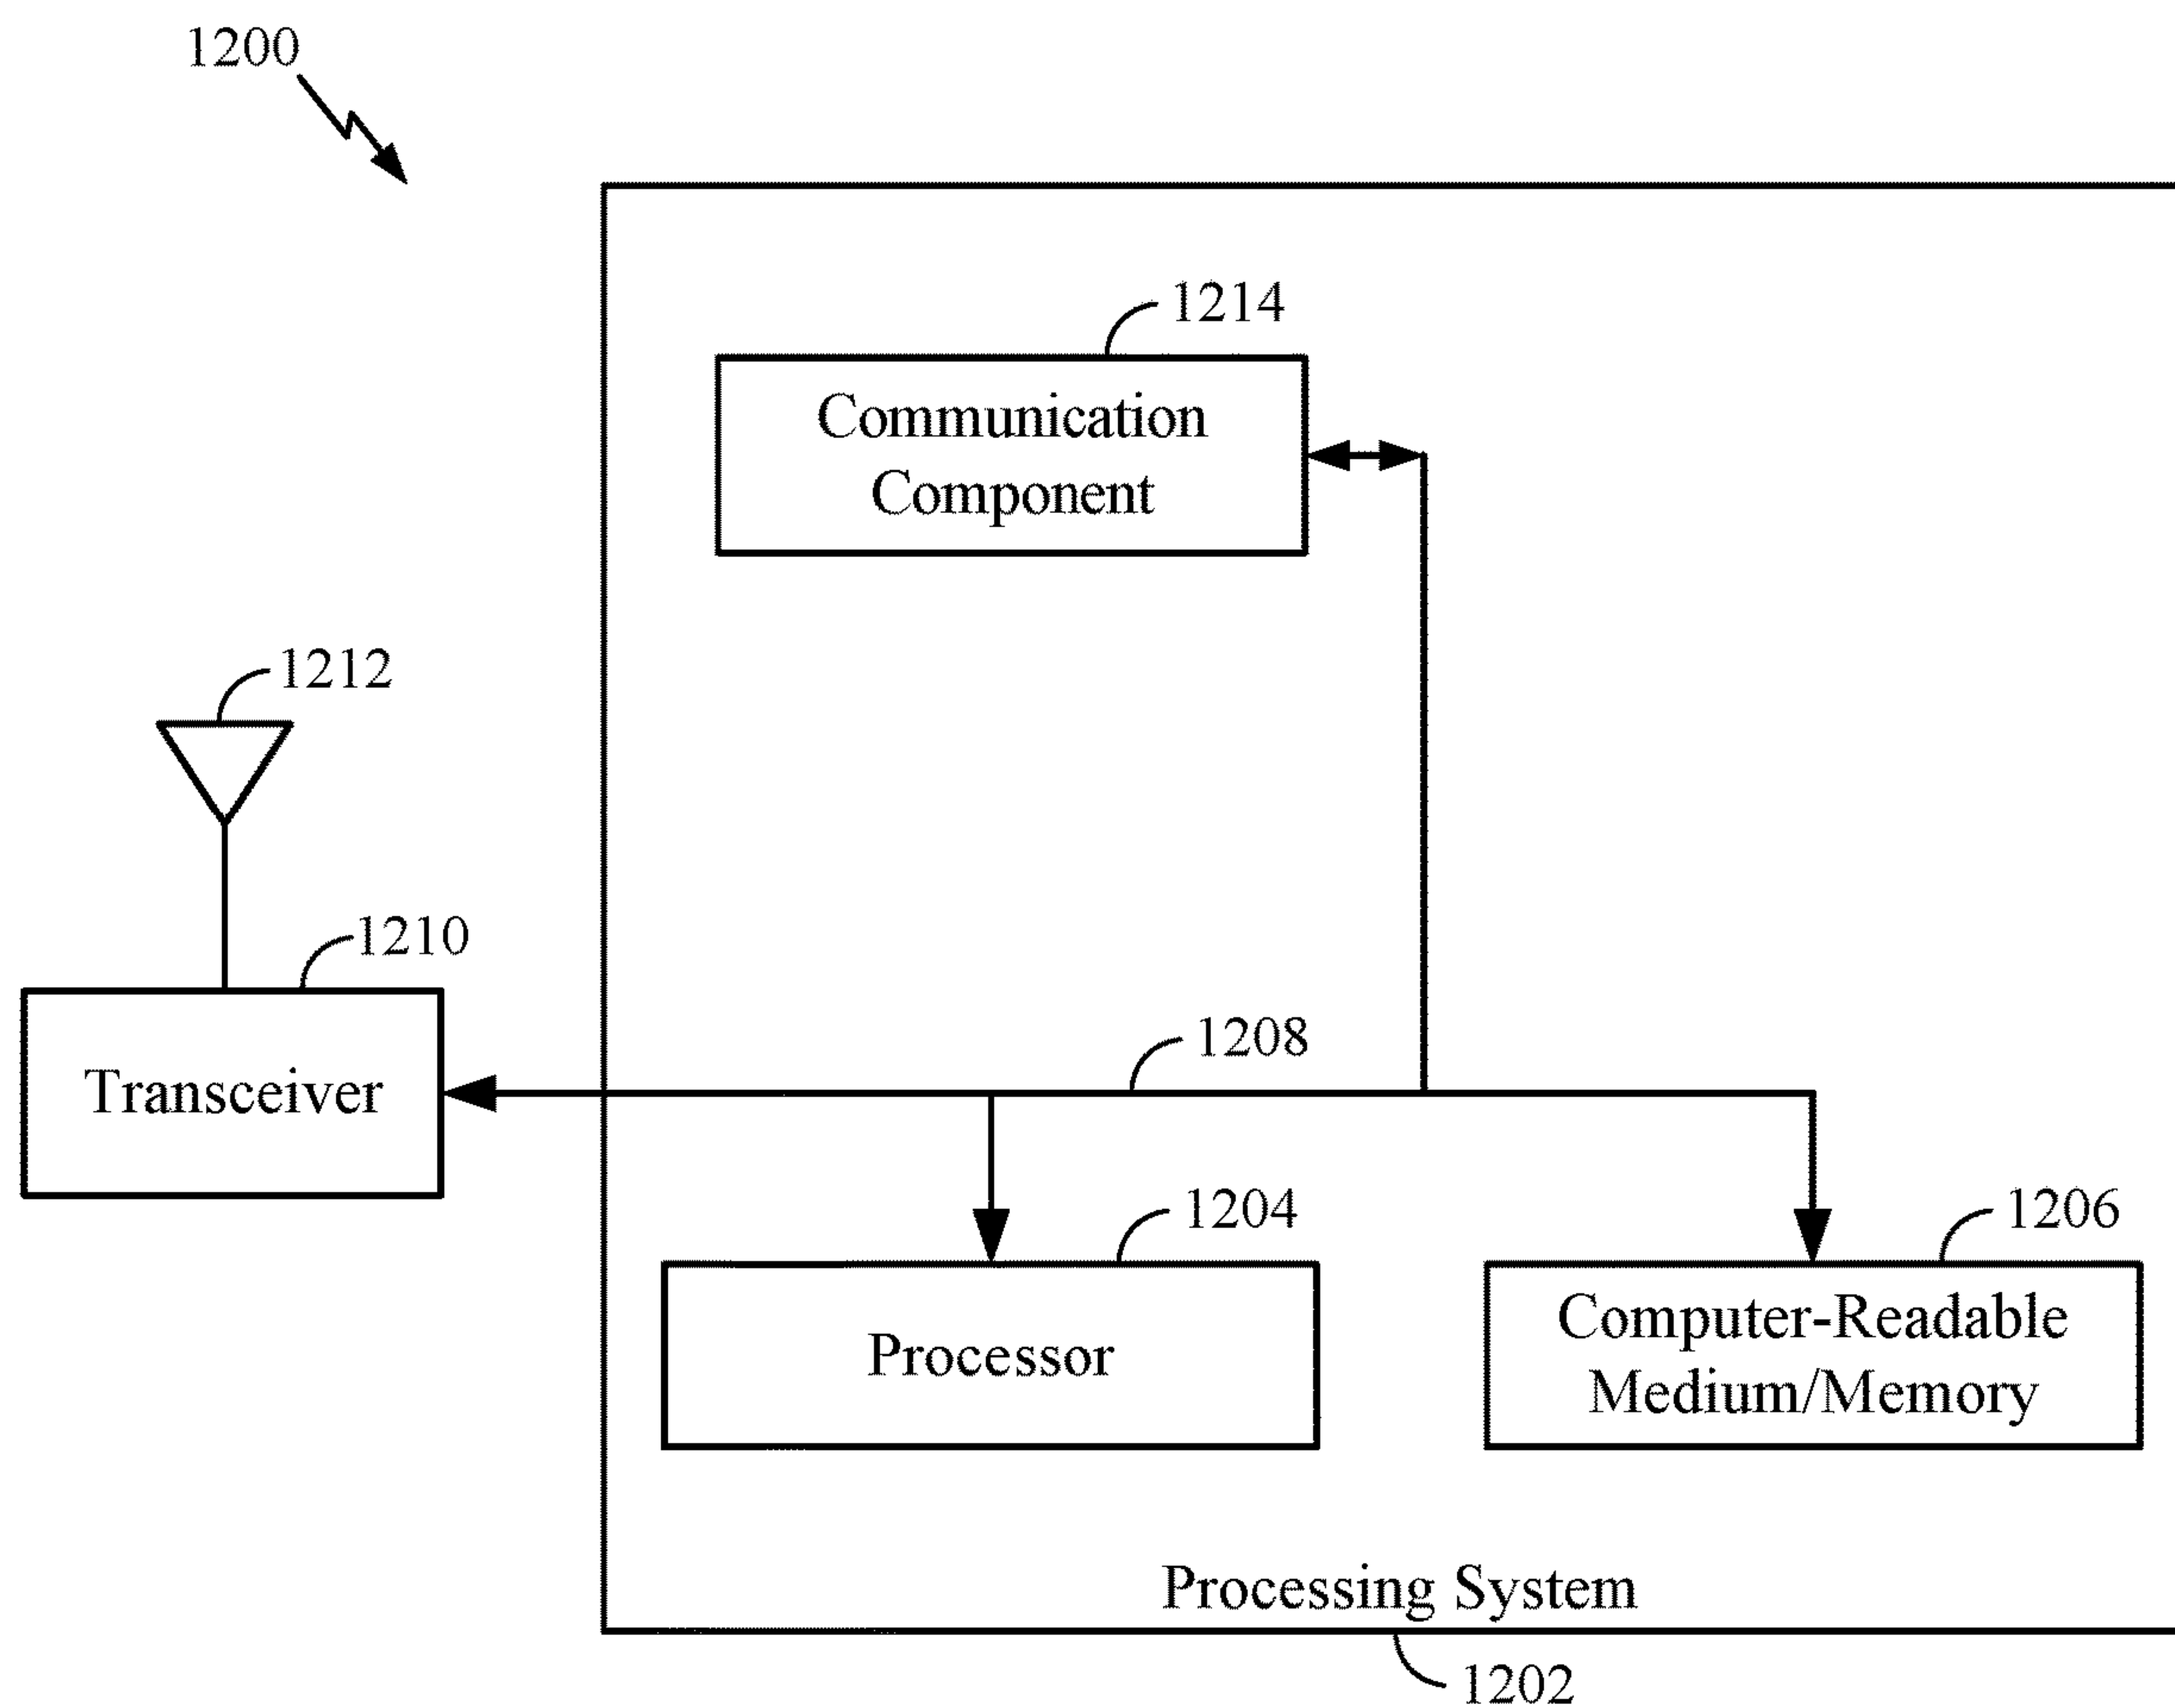 1200
1214
Communication
Component
1212
1210
Transceiver
1208
1204
Processor
1206
Computer-Readable
Medium/Memory
Processing System
1202